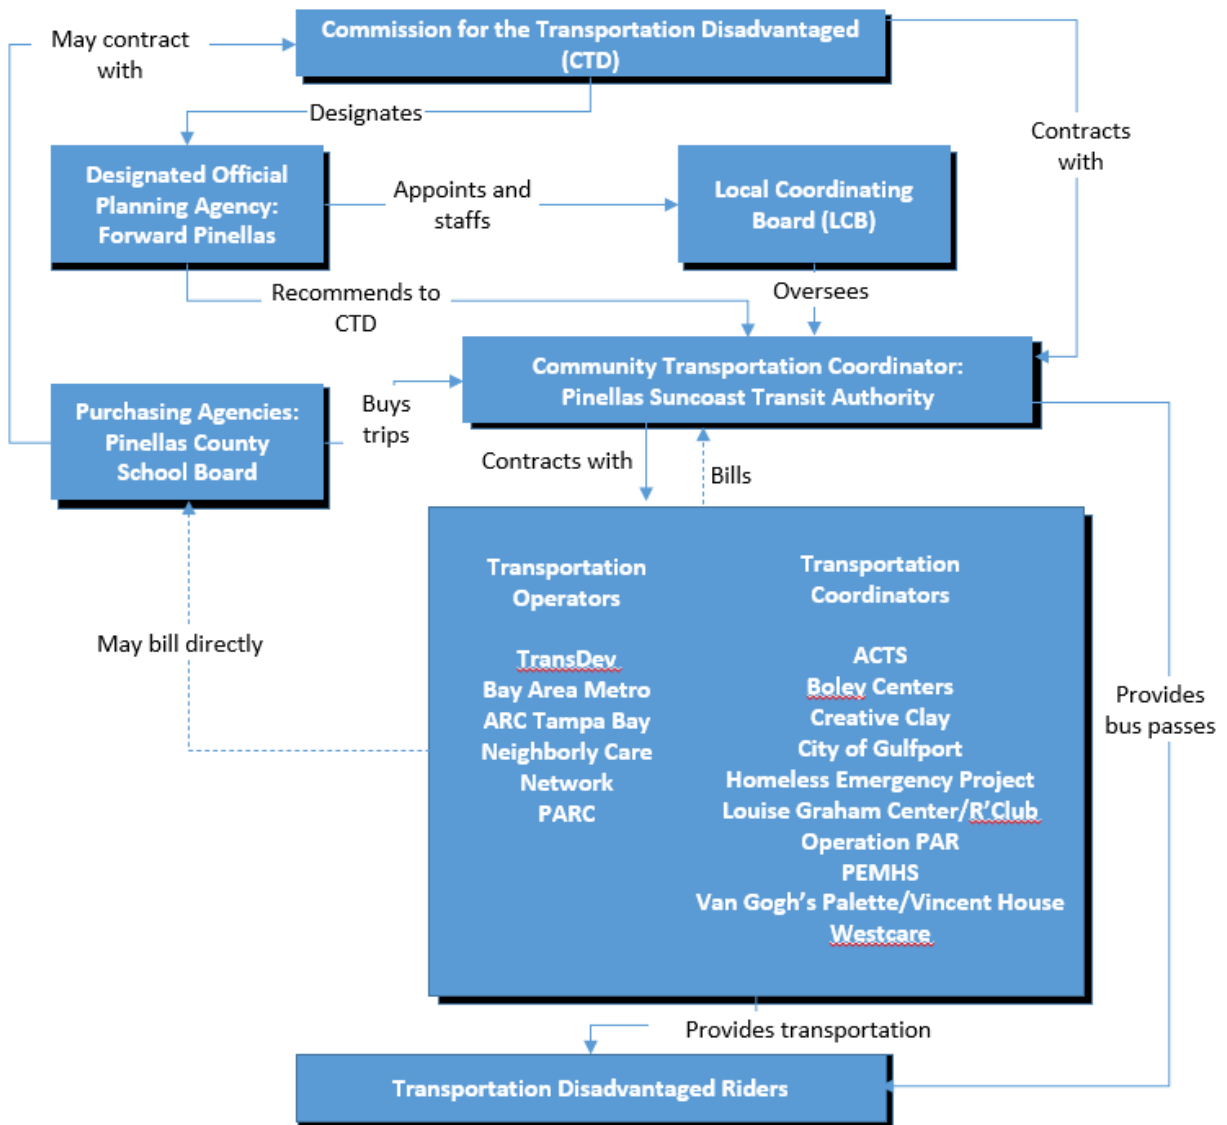 Commission for the Transportation Disadvantaged
(CTD)
May contract
with
Designates
Contracts
with
Designated Official
Planning Agency:
Forward Pinellas
Appoints and
staffs
Local Coordinating
Board (LCB)
Recommends to
CTD
Oversees
Community Transportation Coordinator:
Pinellas Suncoast Transit Authority
Purchasing Agencies:
Pinellas County
School Board
Buys
trips
Contracts with
Bills
Transportation
Operators
TransDev
Bay Area Metro
ARC Tampa Bay
Neighborly Care
Network
PARC
Transportation
Coordinators
ACTS
Boley Centers
Creative Clay
City of Gulfport
Homeless Emergency Project
Louise Graham Center/R’Club
Operation PAR
PEMHS
Van Gogh’s Palette/Vincent House
Westcare
May bill directly
Provides
bus passes
Provides transportation
Transportation Disadvantaged Riders